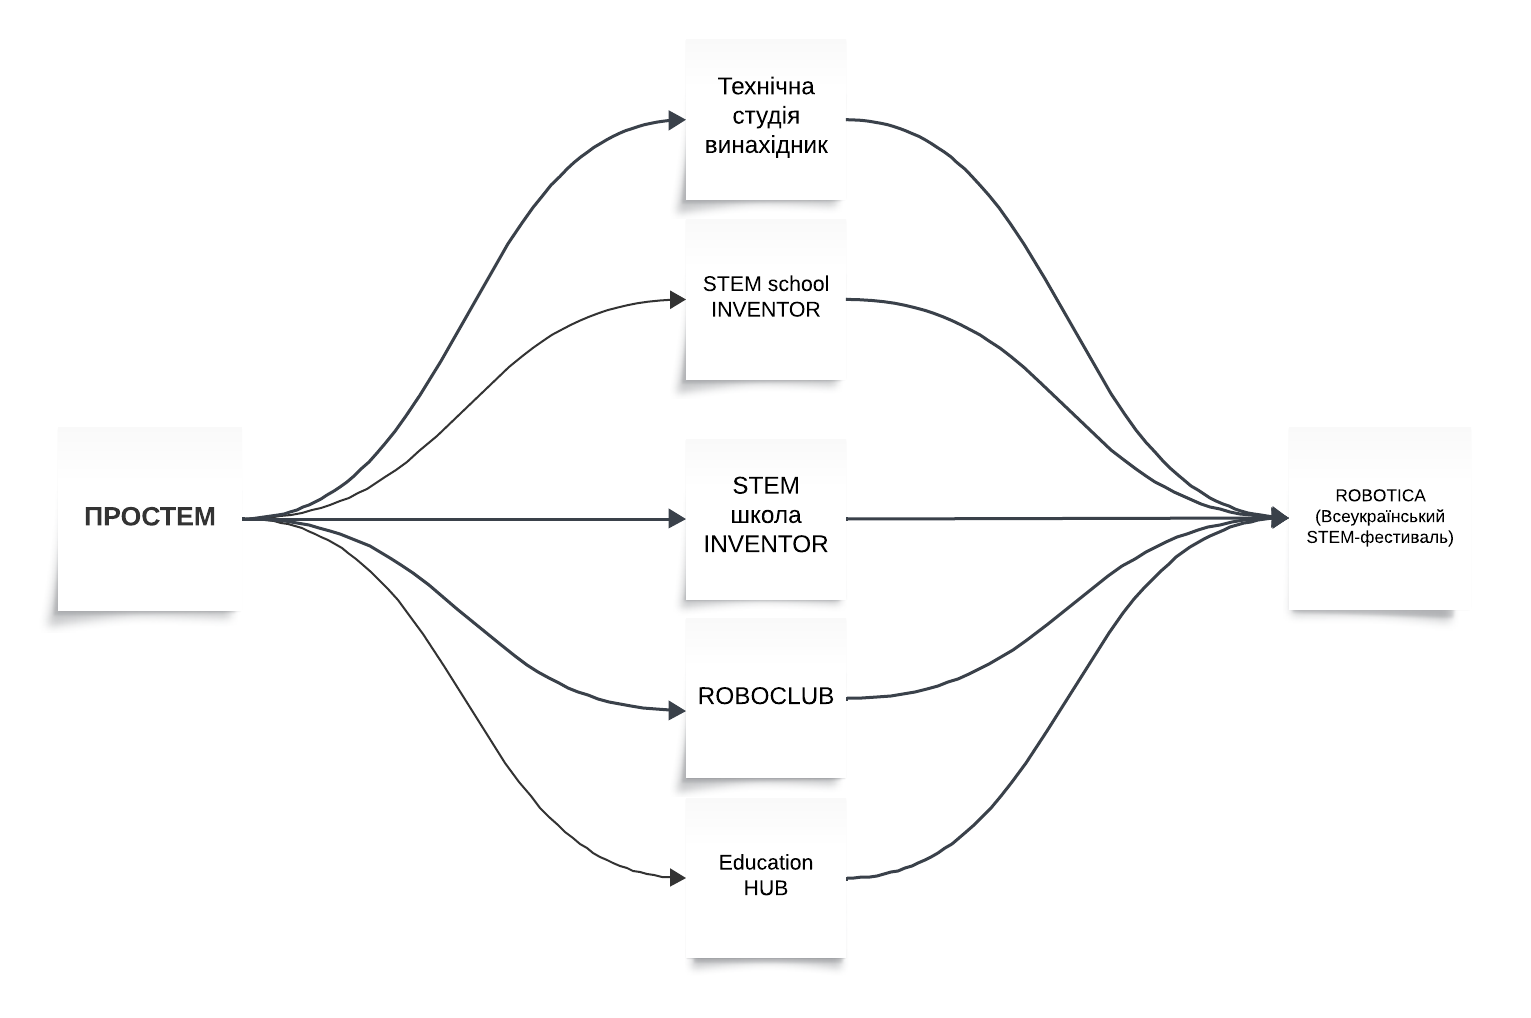 Технічна
студія
винахідник
STEM school
INVENTOR
ПРОСТЕМ
STEM
школа
INVENTOR
ROBOTICA
(Всеукраїнський
STEM-фестиваль)
ROBOCLUB
Education
HUB